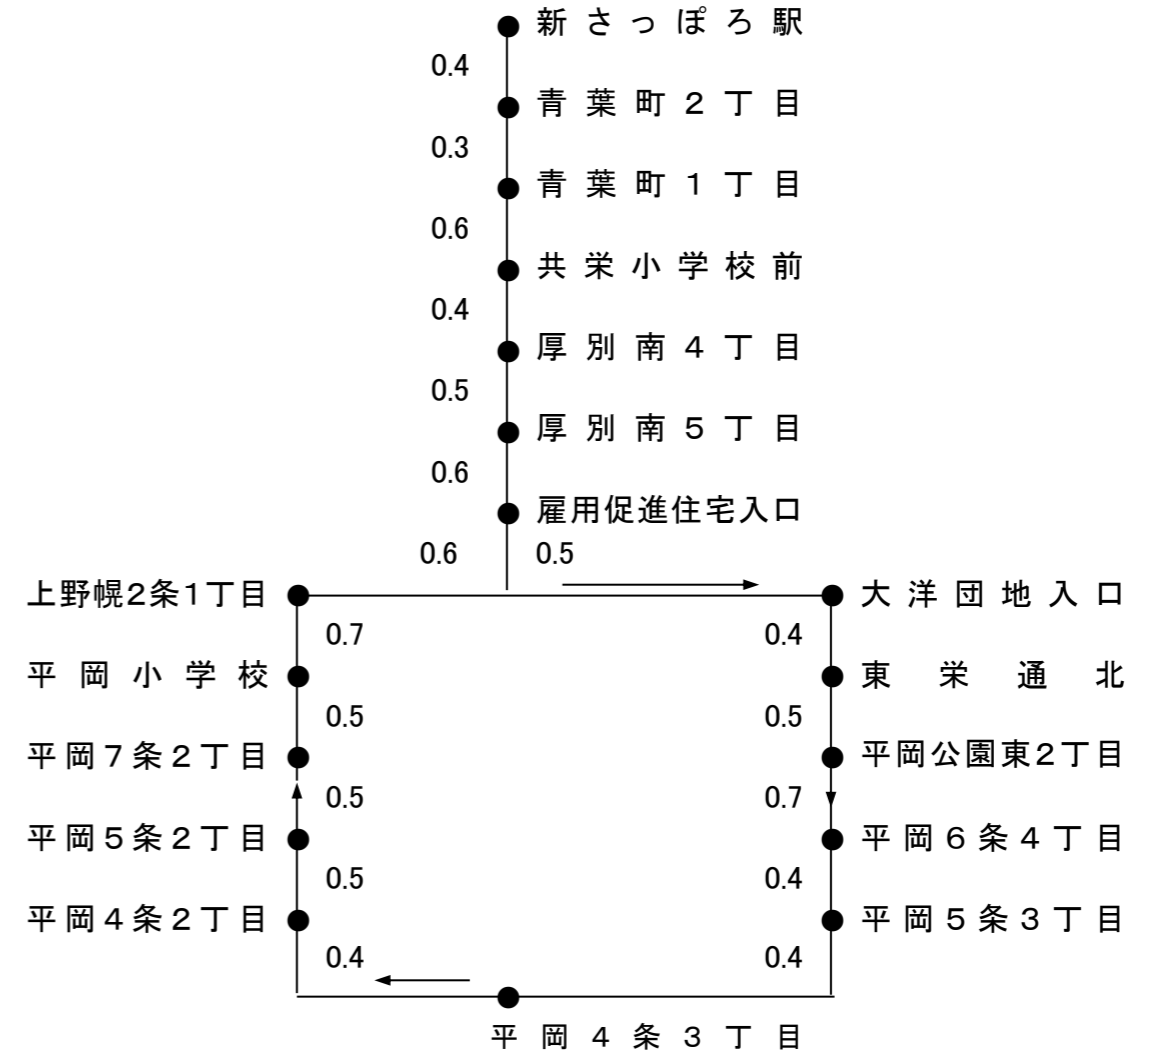 新さっぽろ駅
0.4
青葉町２丁目
0.3
青葉町１丁目
0.6
共栄小学校前
0.4
厚別南４丁目
0.5
厚別南５丁目
0.6
雇用促進住宅入口
0.6 0.5
上野幌2条1丁目 大洋団地入口
0.7 0.4
平岡小学校 東栄通北
0.5 0.5
平岡７条２丁目 平岡公園東2丁目
0.5 0.7
平岡５条２丁目 平岡６条４丁目
0.5 0.4
平岡４条２丁目 平岡５条３丁目
0.4 0.4
平岡４条３丁目